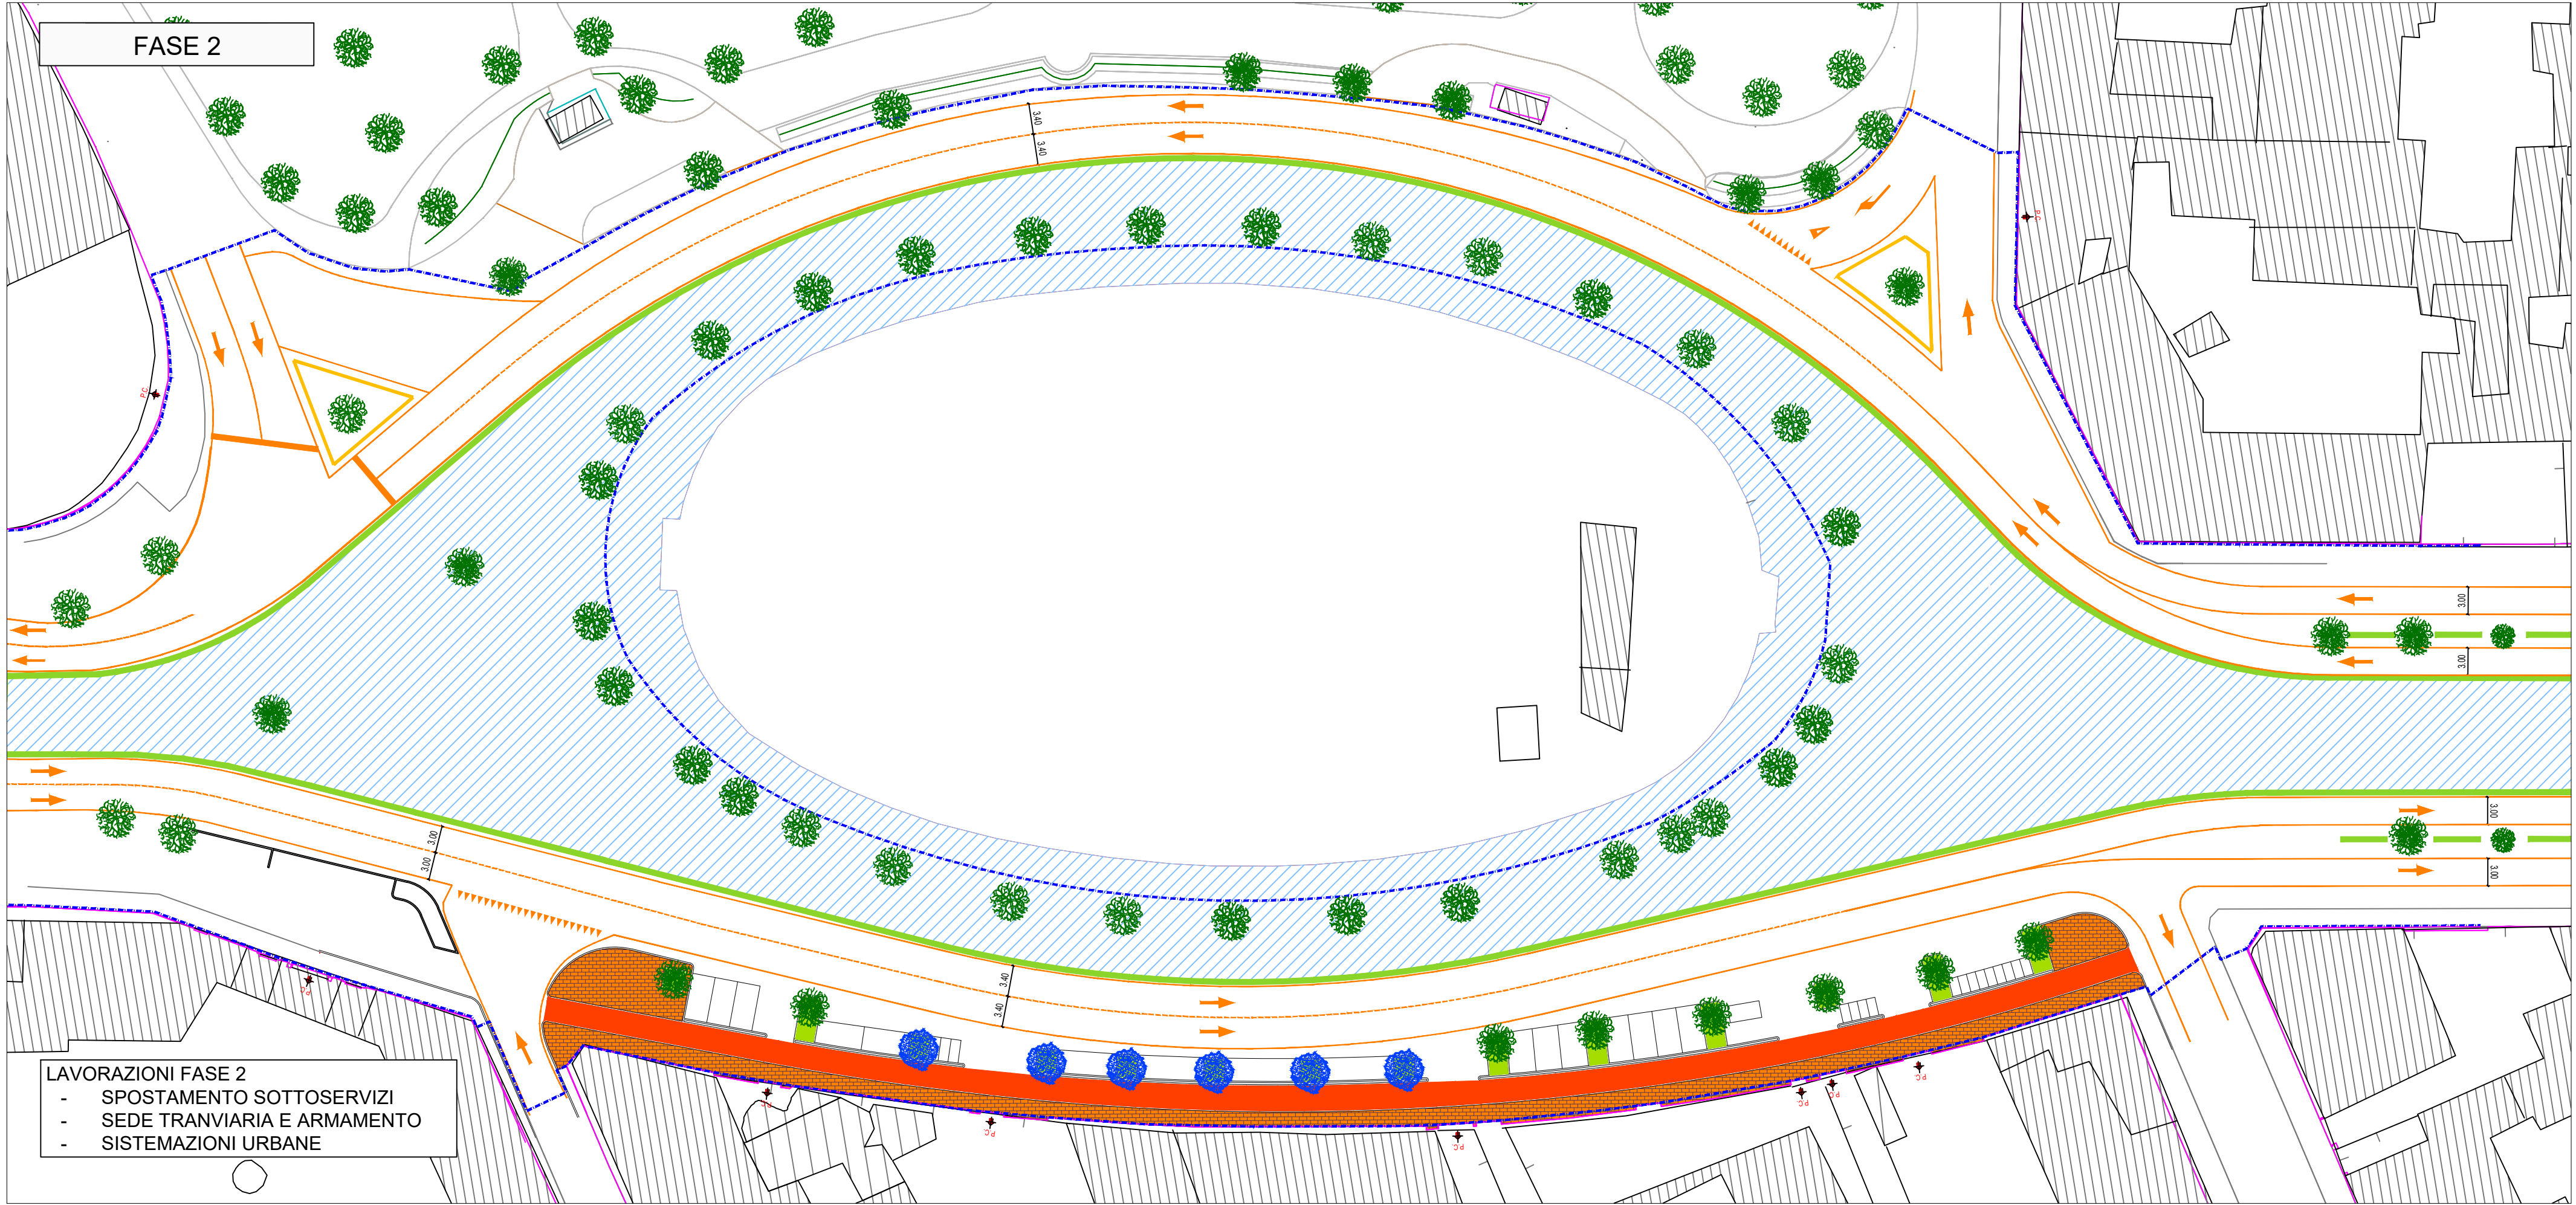 FASE 2
3.40
3.40
P.C.
P.C.
3.00
3.00
3.00
3.00
3.00
3.00
3.40
3.40
P.C.
P.C.
P.C.
P.C.
P.C.
P.C.
P.C.
LAVORAZIONI FASE 2
- SPOSTAMENTO SOTTOSERVIZI
- SEDE TRANVIARIA E ARMAMENTO
- SISTEMAZIONI URBANE